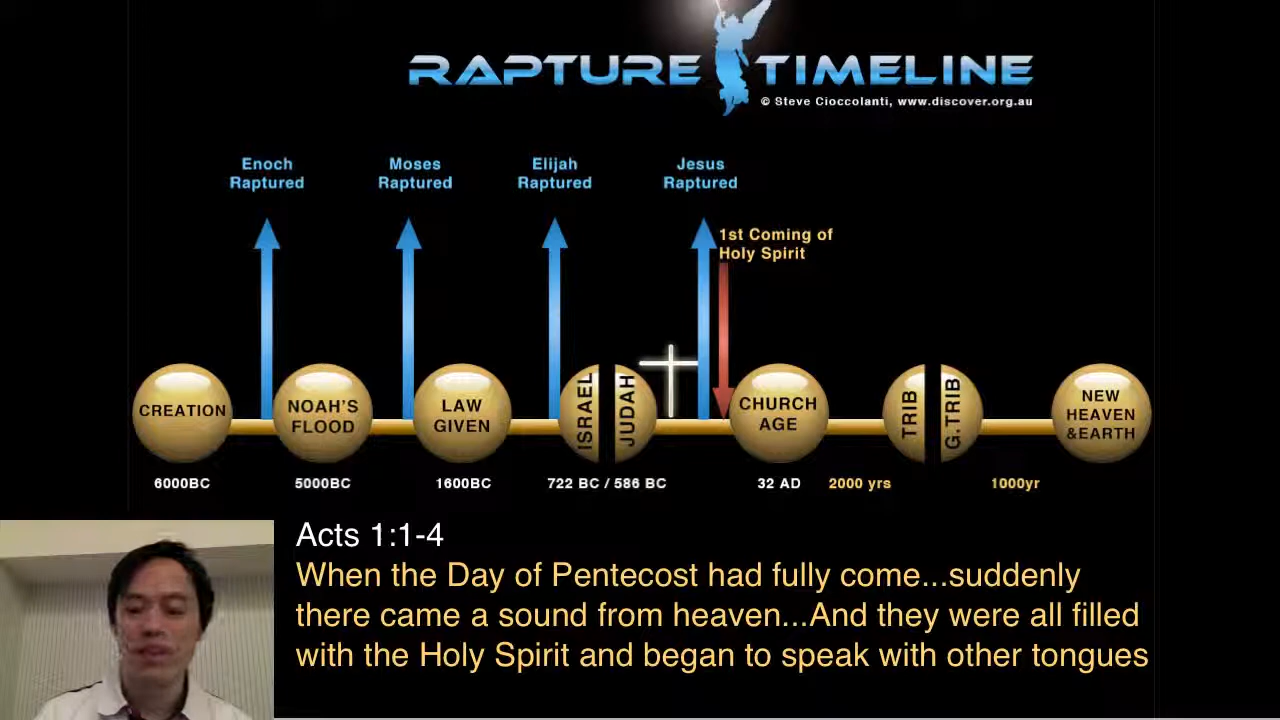 RAPTURE TIMELINE
© Steve Cioccolanti, www.discover.org.au
Enoch
Raptured
Moses
Raptured
Elijah
Raptured
Jesus
Raptured
1st Coming of
Holy Spirit
CREATION
NOAH'S
FLOOD
LAW
GIVEN
ISRAEL
JUDAH
CHURCH
AGE
TRIB
G.TRIB
NEW
HEAVEN
&EARTH
6000BC
5000BC
1600BC
722 BC / 586 BC
32 AD
2000 yrs
1000yr
Acts 1:1-4
When the Day of Pentecost had fully come...suddenly
there came a sound from heaven...And they were all filled
with the Holy Spirit and began to speak with other tongues